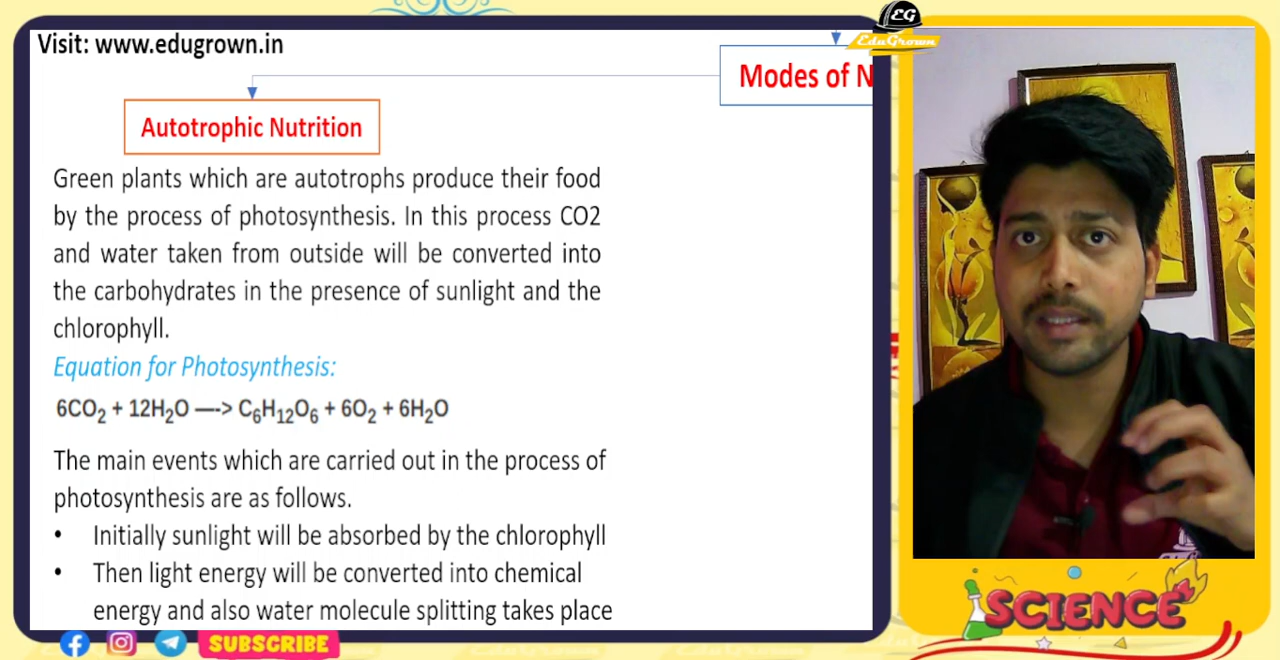 Visit: www.edugrown.in
EG
EduGrown
Modes of N
Autotrophic Nutrition
Green plants which are autotrophs produce their food
by the process of photosynthesis. In this process CO2
and water taken from outside will be converted into
the carbohydrates in the presence of sunlight and the
chlorophyll.
Equation for Photosynthesis:
6CO₂ + 12H₂O —-> C₆H₁₂O₆ + 6O₂ + 6H₂O
The main events which are carried out in the process of
photosynthesis are as follows.
• Initially sunlight will be absorbed by the chlorophyll
• Then light energy will be converted into chemical
energy and also water molecule splitting takes place
SUBSCRIBE
SCIENCE